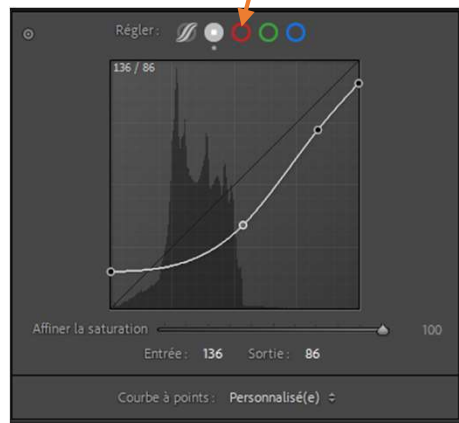 Régler :
136 / 86
Affiner la saturation 100
Entrée : 136 Sortie : 86
Courbe à points : Personnalisé(e)